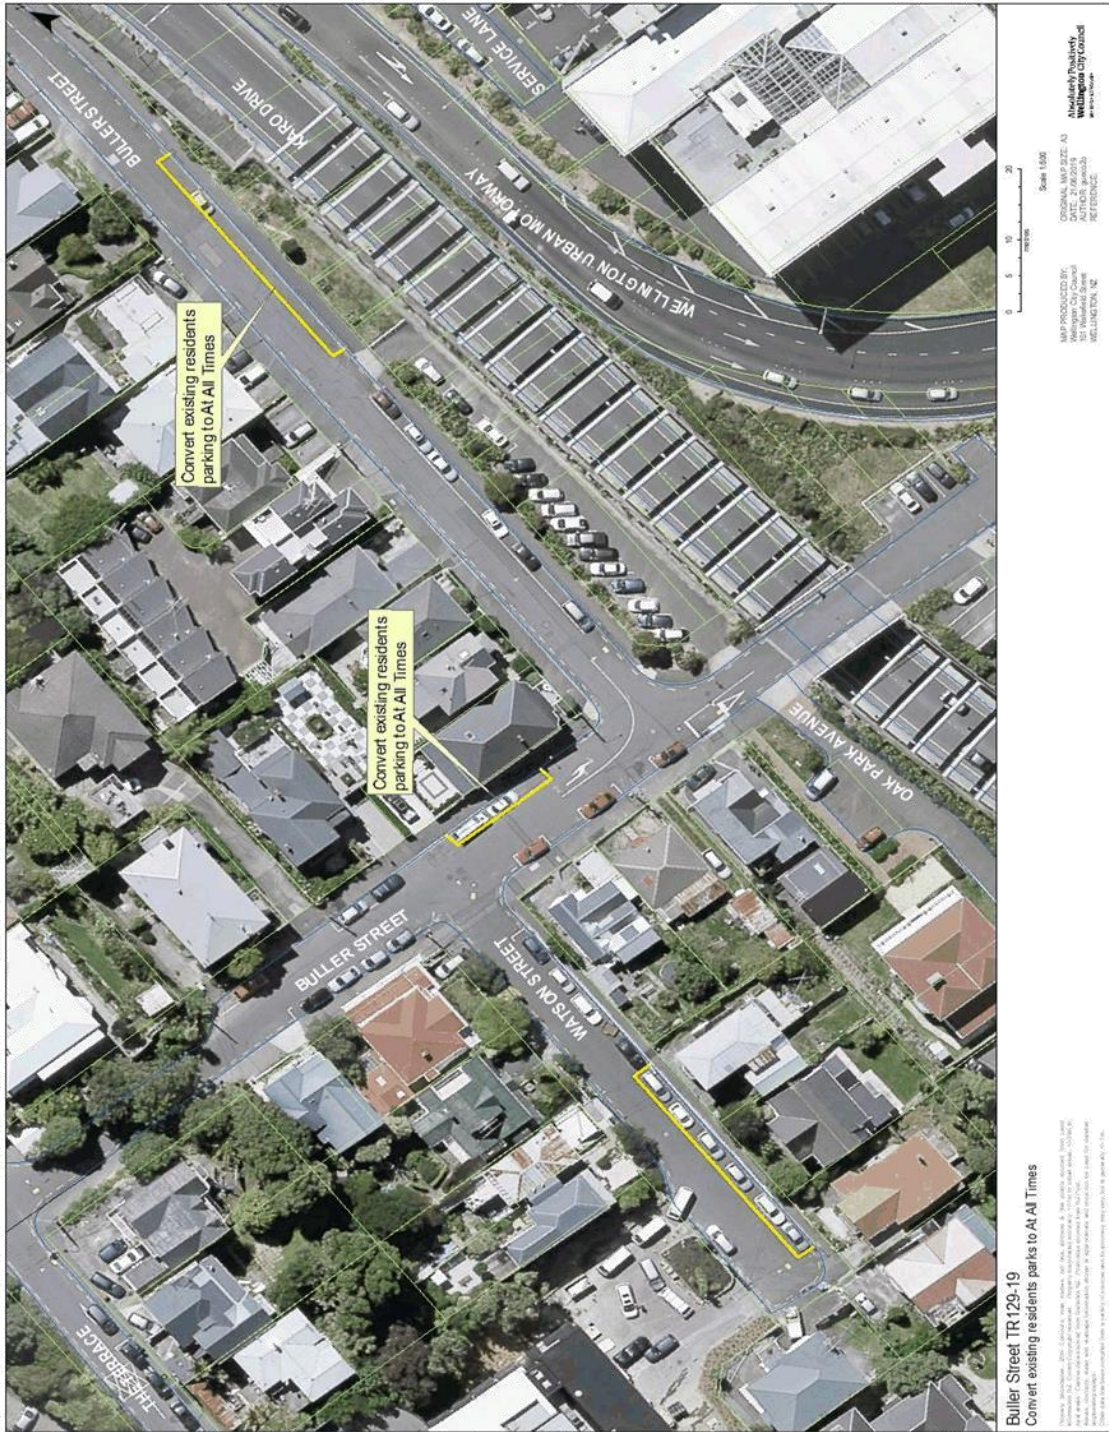 BULLER STREET
KARO DRIVE
SERVICE LANE
WELLINGTON URBAN MOTORWAY
Convert existing residents
parking to At All Times
Convert existing residents
parking to At All Times
BULLER STREET
WATSON STREET
OAK PARK AVENUE
THE TERRACE
Buller Street TR129-19
Convert existing residents parks to At All Times
0 5 10 20
metres
Scale 1:500
MAP PRODUCED BY:
Wellington City Council
101 Wakefield Street
WELLINGTON, NZ
ORIGINAL MAP SIZE: A3
DATE: 21/06/2019
AUTHOR:
REFERENCE:
Absolutely Positively
Wellington City Council